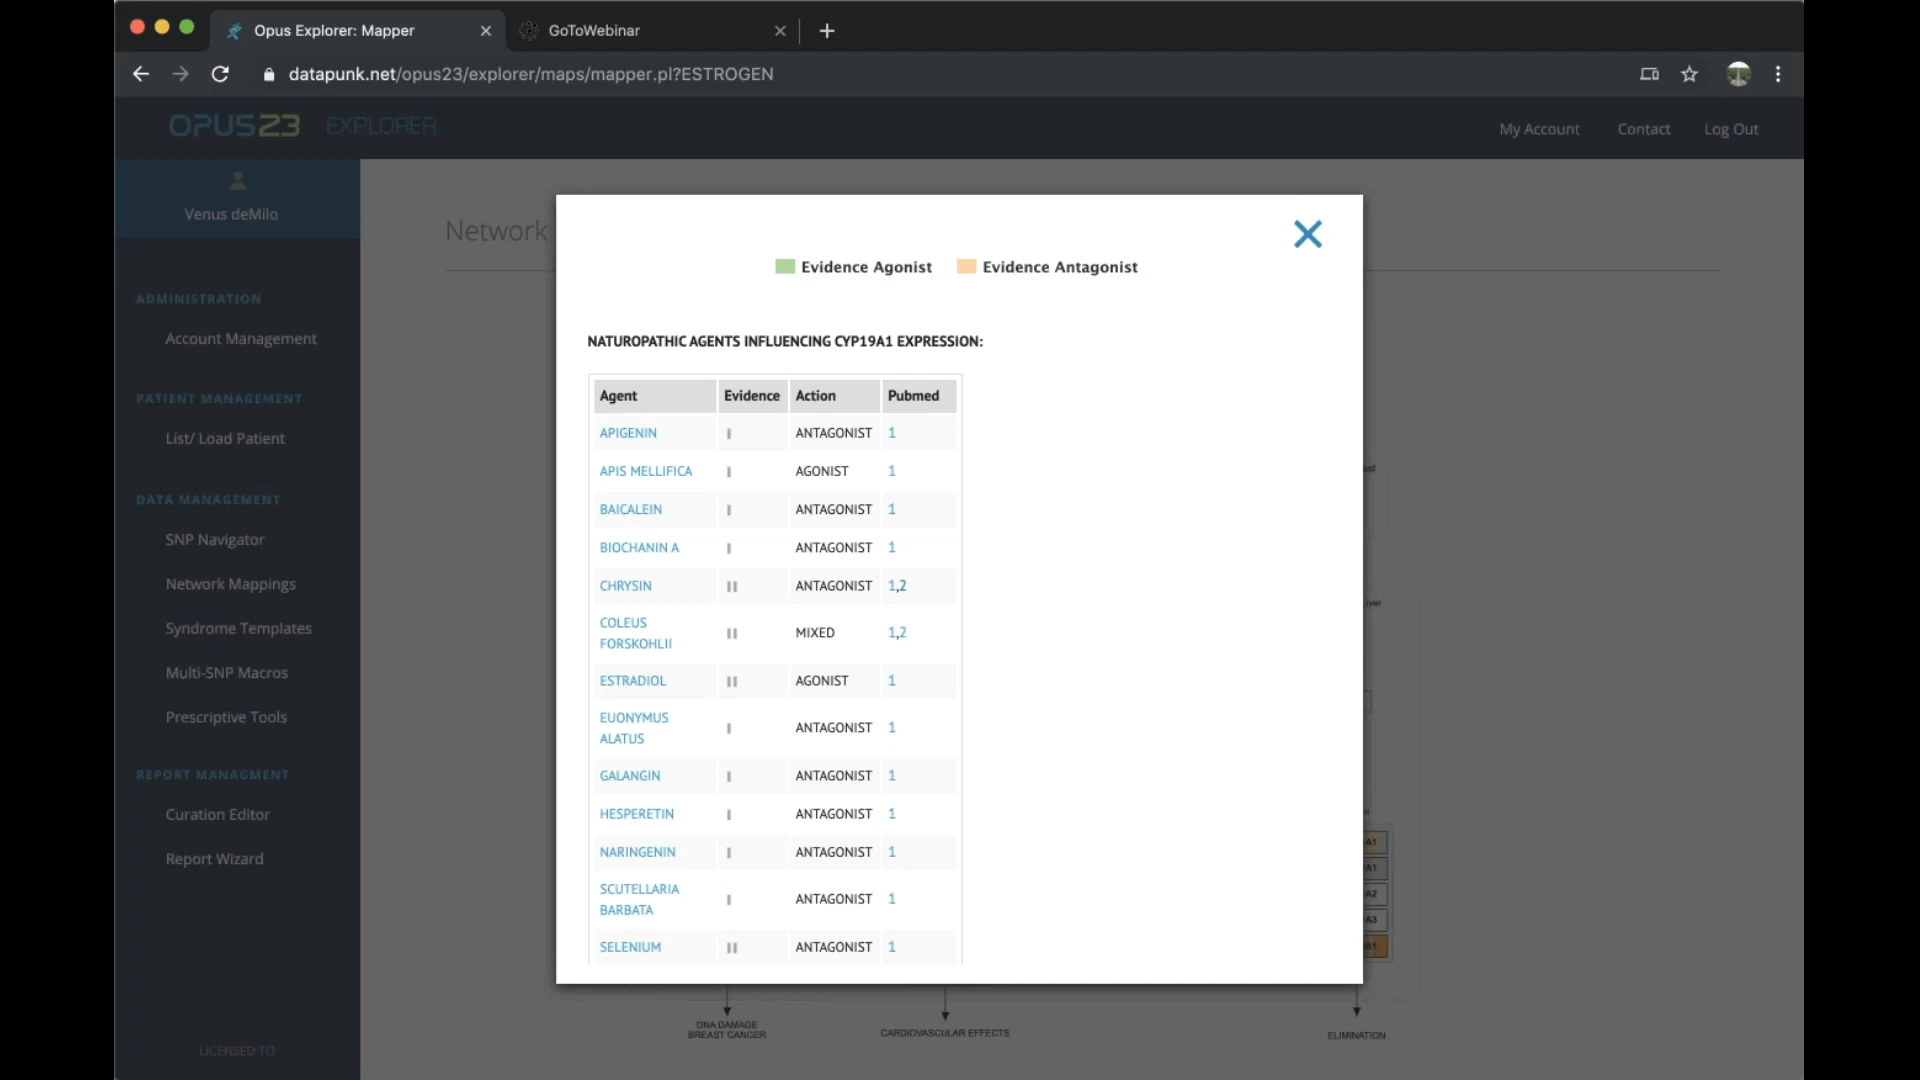 Opus Explorer: Mapper
GoToWebinar
datapunk.net/opus23/explorer/maps/mapper.pl?ESTROGEN
OPUS23 EXPLORER
My Account Contact Log Out
Venus deMilo
ADMINISTRATION
Account Management
PATIENT MANAGEMENT
List/ Load Patient
DATA MANAGEMENT
SNP Navigator
Network Mappings
Syndrome Templates
Multi-SNP Macros
Prescriptive Tools
REPORT MANAGMENT
Curation Editor
Report Wizard
LICENSED TO
Network
Evidence Agonist Evidence Antagonist
NATUROPATHIC AGENTS INFLUENCING CYP19A1 EXPRESSION:
Agent Evidence Action Pubmed
APIGENIN I ANTAGONIST 1
APIS MELLIFICA I AGONIST 1
BAICALEIN I ANTAGONIST 1
BIOCHANIN A I ANTAGONIST 1
CHRYSIN II ANTAGONIST 1,2
COLEUS
FORSKOHLII II MIXED 1,2
ESTRADIOL II AGONIST 1
EUONYMUS
ALATUS I ANTAGONIST 1
GALANGIN I ANTAGONIST 1
HESPERETIN I ANTAGONIST 1
NARINGENIN I ANTAGONIST 1
SCUTELLARIA
BARBATA I ANTAGONIST 1
SELENIUM II ANTAGONIST 1
DNA DAMAGE
BREAST CANCER
CARDIOVASCULAR EFFECTS
ELIMINATION